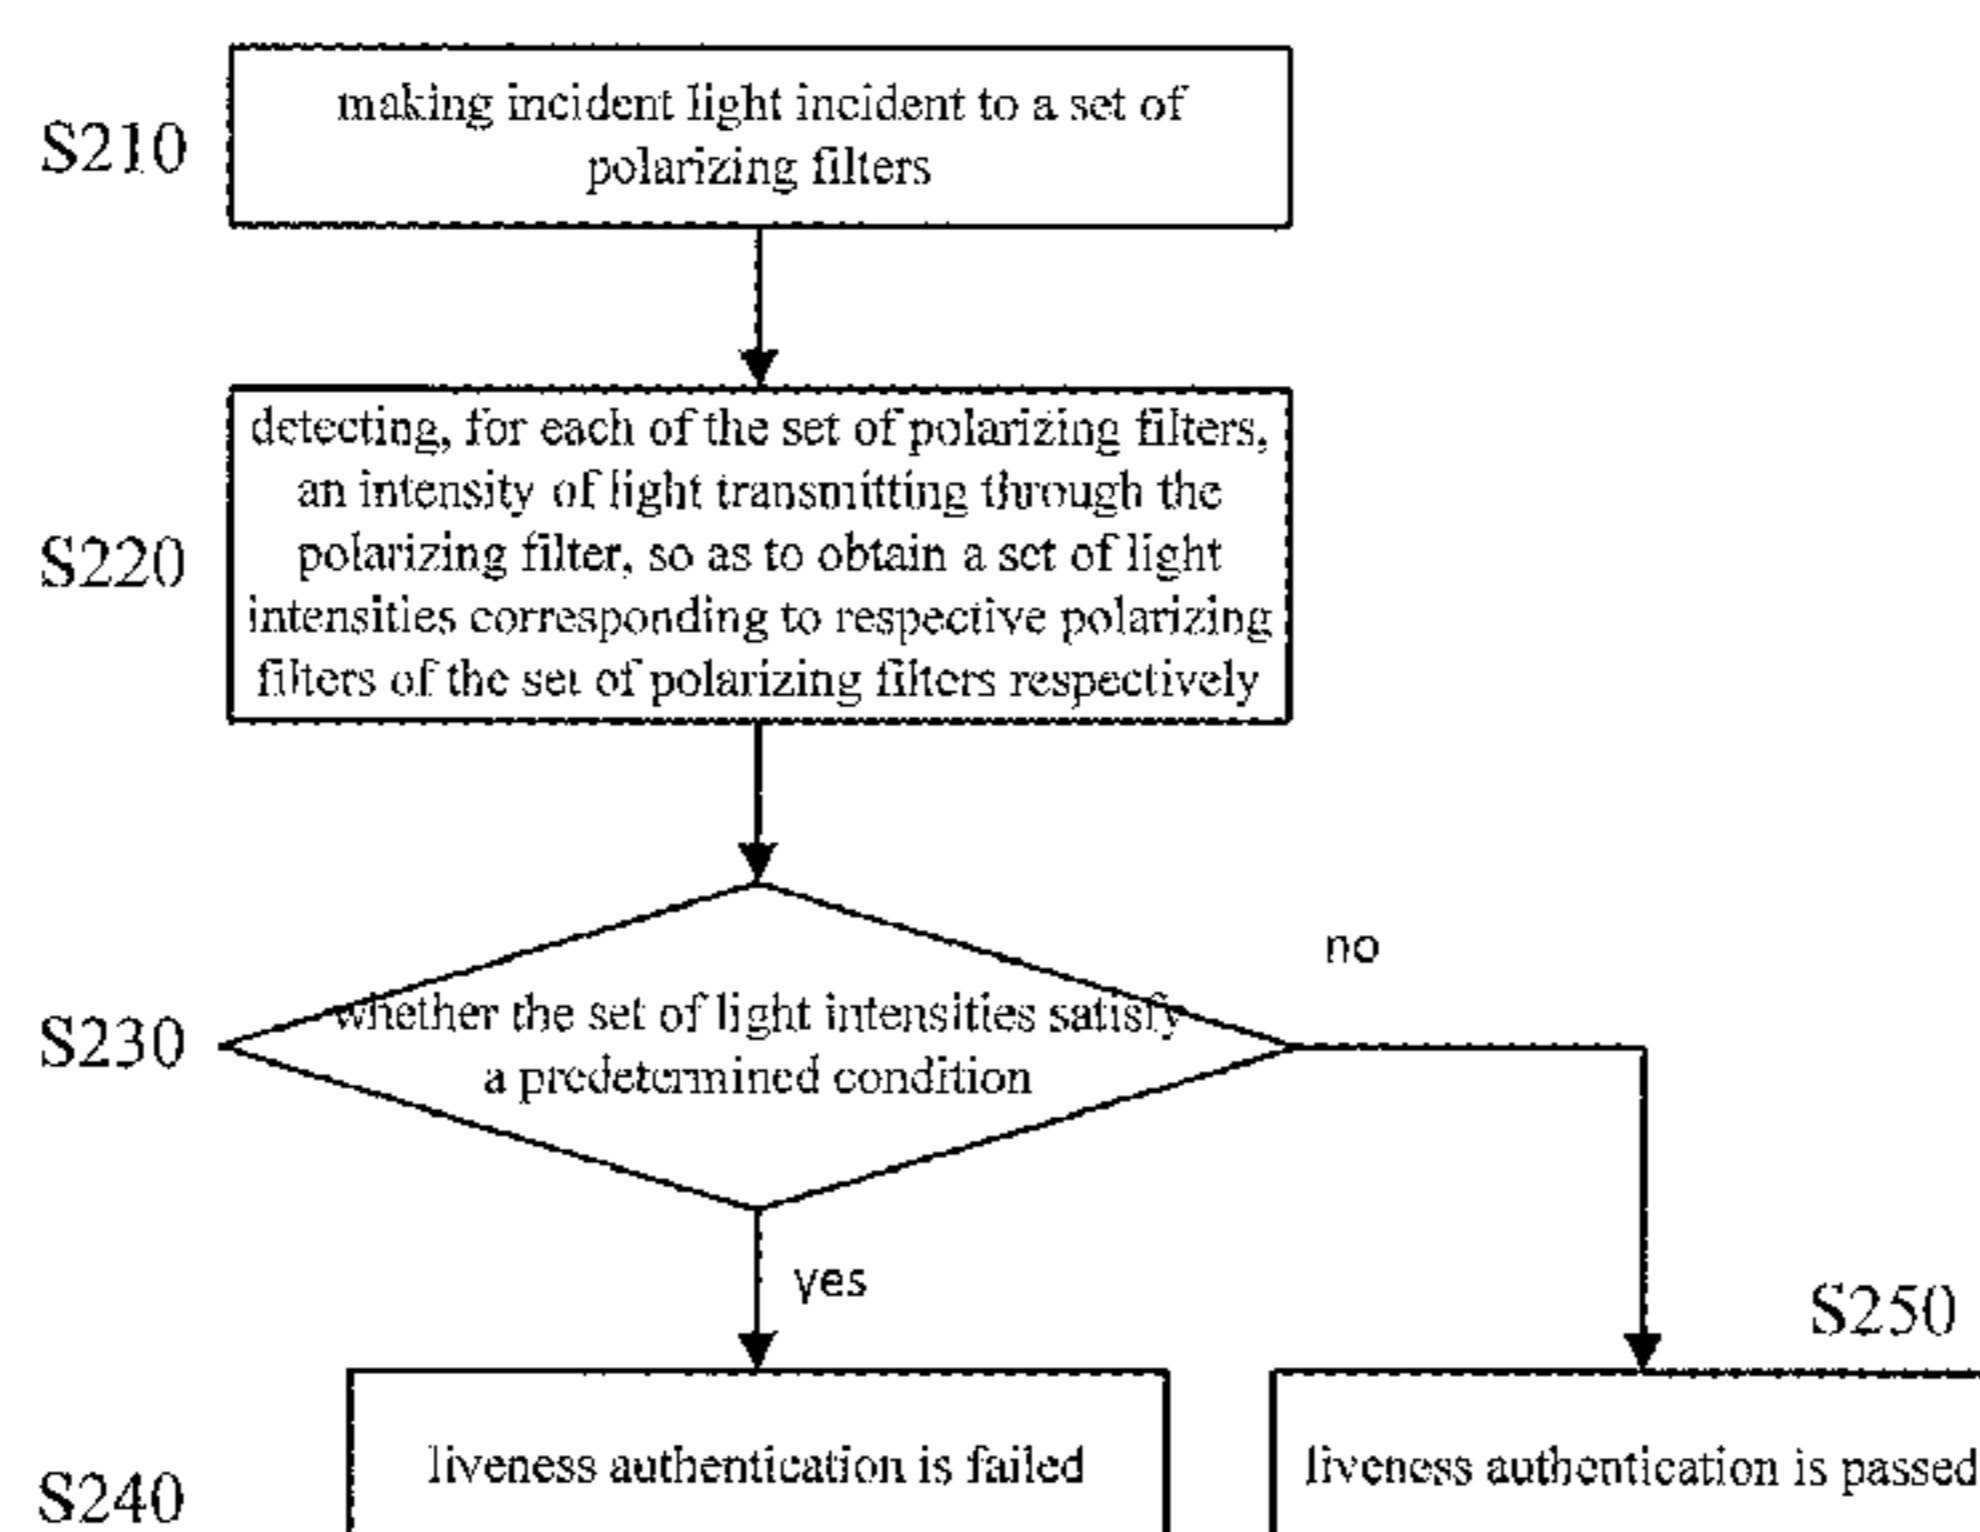 making incident light incident to a set of
S210
polarizing filters
detecting, for each of the set of polarizing filters,
an intensity of light transmitting through the
S220
polarizing filter, so as to obtain a set of light
intensities corresponding to respective polarizing
filters of the set of polarizing filters respectively
no
whether the set of light intensities satisfy
S230
a predetermined condition
yes
S250
liveness authentication is failed
liveness authentication is passed
S240